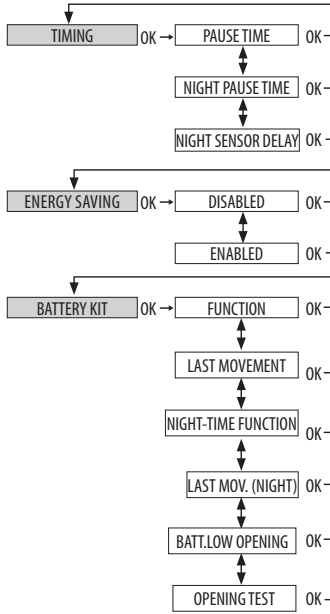 TIMING OK PAUSE TIME OK
NIGHT PAUSE TIME OK
NIGHT SENSOR DELAY OK
ENERGY SAVING OK DISABLED OK
ENABLED OK
BATTERY KIT OK FUNCTION OK
LAST MOVEMENT OK
NIGHT-TIME FUNCTION OK
LAST MOV. (NIGHT) OK
BATT.LOW OPENING OK
OPENING TEST OK